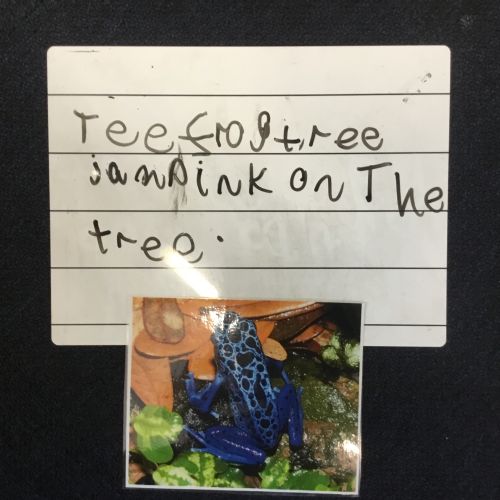 Teefrogtree
jampink on The
tree.